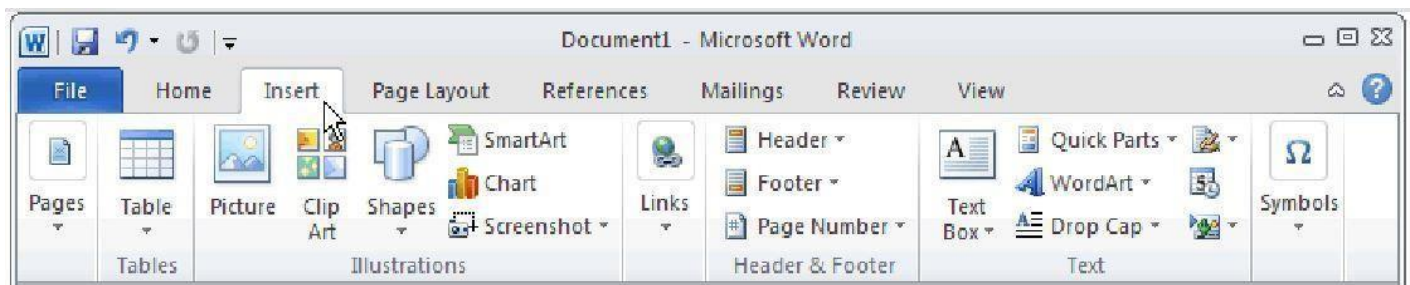 W Document1 - Microsoft Word
File Home Insert Page Layout References Mailings Review View ?
SmartArt Header Quick Parts
A Ω
Chart Footer WordArt 5
Pages Table Picture Clip Art Shapes Links Text Box Symbols
Screenshot # Page Number A Drop Cap
Tables Illustrations Header & Footer Text